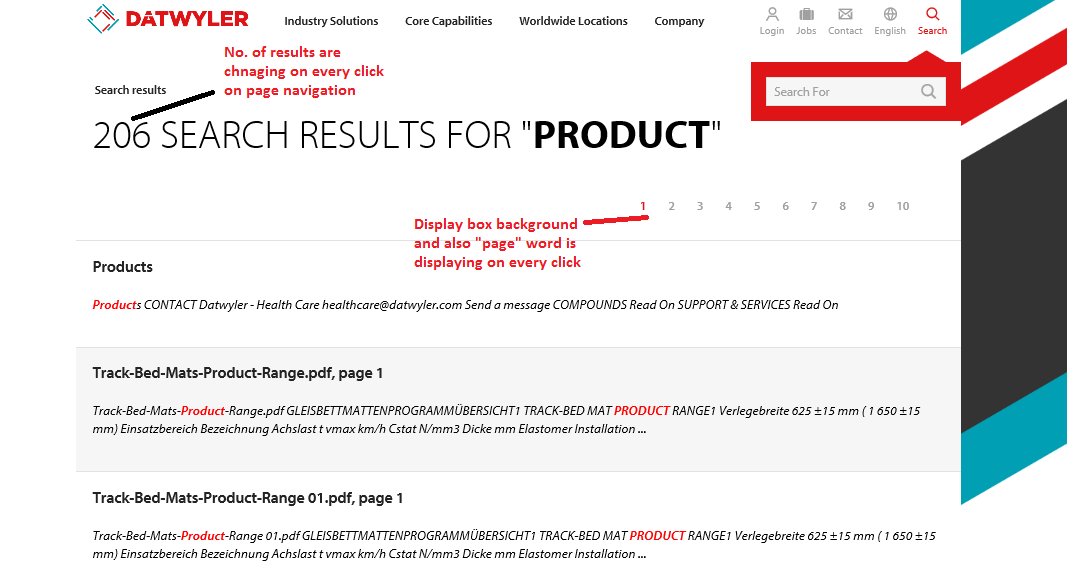 DATWYLER
Industry Solutions Core Capabilities Worldwide Locations Company
Login Jobs Contact English Search
No. of results are
chnaging on every click
on page navigation
Search For
Search results
206 SEARCH RESULTS FOR "PRODUCT"
1 2 3 4 5 6 7 8 9 10
Display box background
and also "page" word is
displaying on every click
Products
Products CONTACT Datwyler - Health Care healthcare@datwyler.com Send a message COMPOUNDS Read On SUPPORT & SERVICES Read On
Track-Bed-Mats-Product-Range.pdf, page 1
Track-Bed-Mats-Product-Range.pdf GLEISBETTMATTENPROGRAMMÜBERSICHT1 TRACK-BED MAT PRODUCT RANGE1 Verlegebreite 625 ±15 mm ( 1 650 ±15
mm) Einsatzbereich Bezeichnung Achslast t vmax km/h Cstat N/mm3 Dicke mm Elastomer Installation ...
Track-Bed-Mats-Product-Range 01.pdf, page 1
Track-Bed-Mats-Product-Range 01.pdf GLEISBETTMATTENPROGRAMMÜBERSICHT1 TRACK-BED MAT PRODUCT RANGE1 Verlegebreite 625 ±15 mm ( 1 650 ±15
mm) Einsatzbereich Bezeichnung Achslast t vmax km/h Cstat N/mm3 Dicke mm Elastomer Installation ...